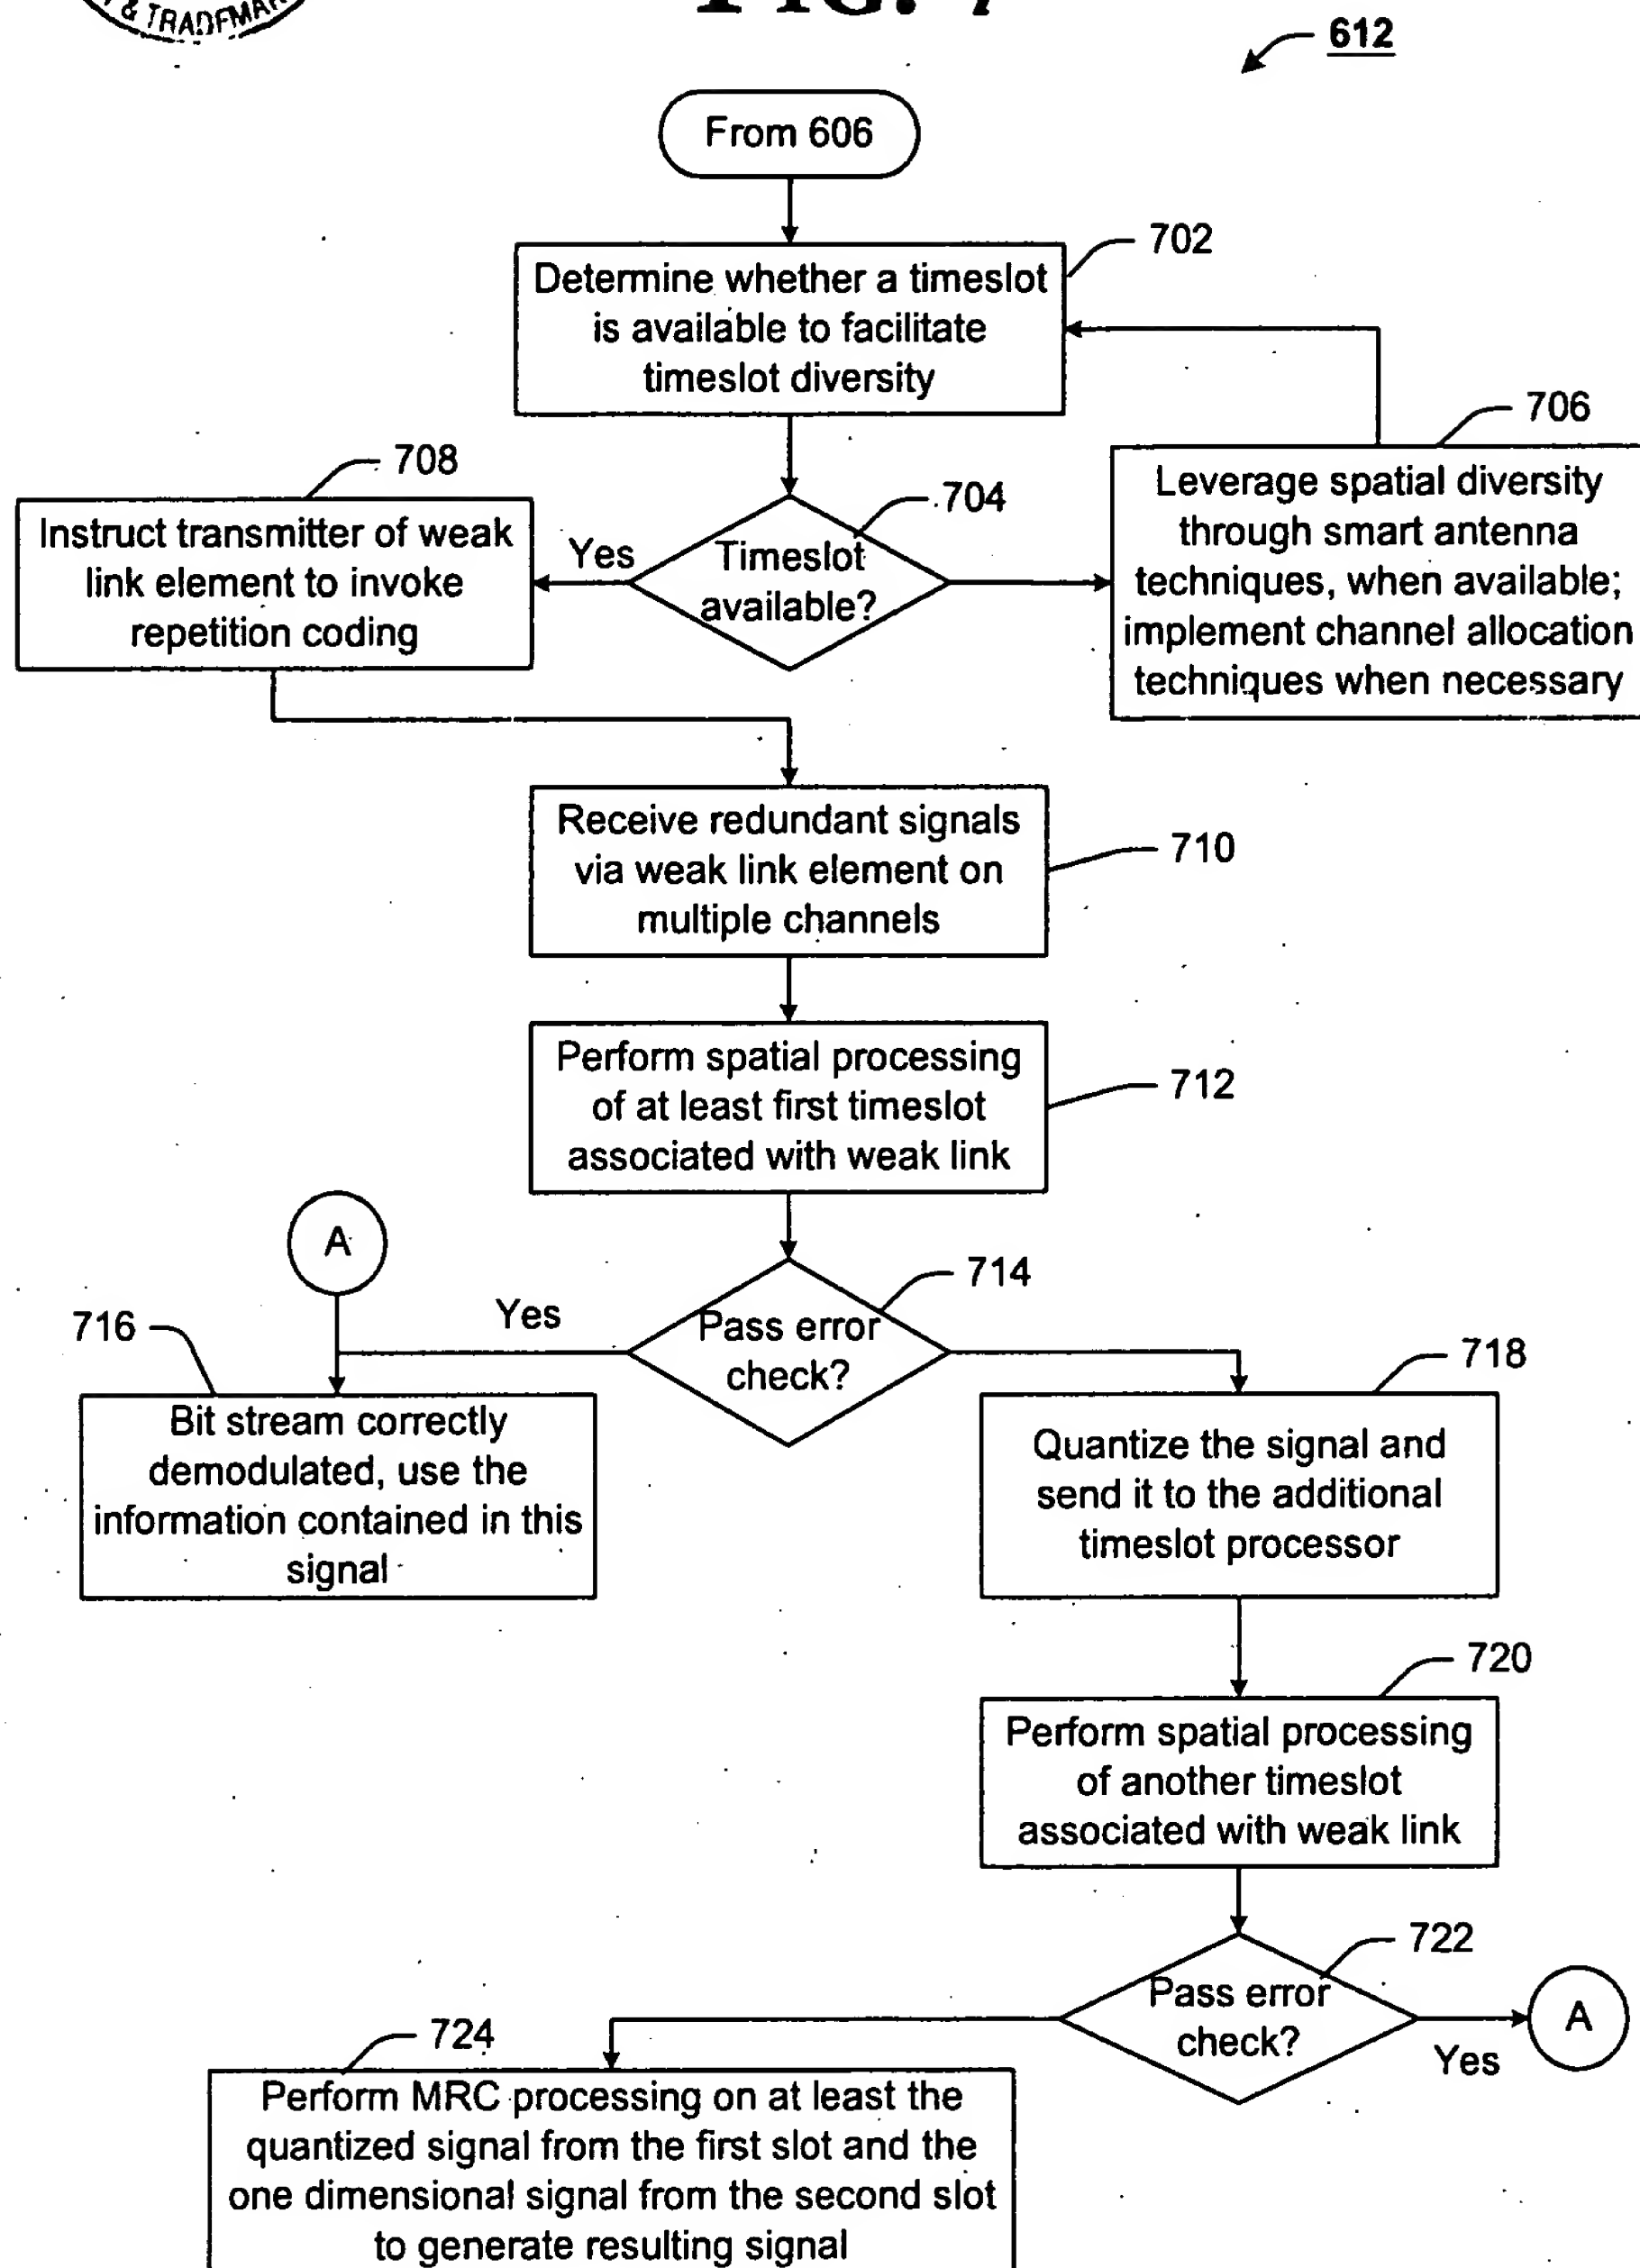 & TRADEMAR
FIG. 7
612
From 606
702
Determine whether a timeslot
is available to facilitate
timeslot diversity
706
708
704
Leverage spatial diversity
through smart antenna
techniques, when available;
implement channel allocation
techniques when necessary
Instruct transmitter of weak
link element to invoke
repetition coding
Yes
Timeslot
available?
Receive redundant signals
via weak link element on
multiple channels
710
Perform spatial processing
of at least first timeslot
associated with weak link
712
A
714
716
Yes
Pass error
check?
718
Bit stream correctly
demodulated, use the
information contained in this
signal
Quantize the signal and
send it to the additional
timeslot processor
720
Perform spatial processing
of another timeslot
associated with weak link
722
Pass error
check?
A
Yes
724
Perform MRC processing on at least the
quantized signal from the first slot and the
one dimensional signal from the second slot
to generate resulting signal